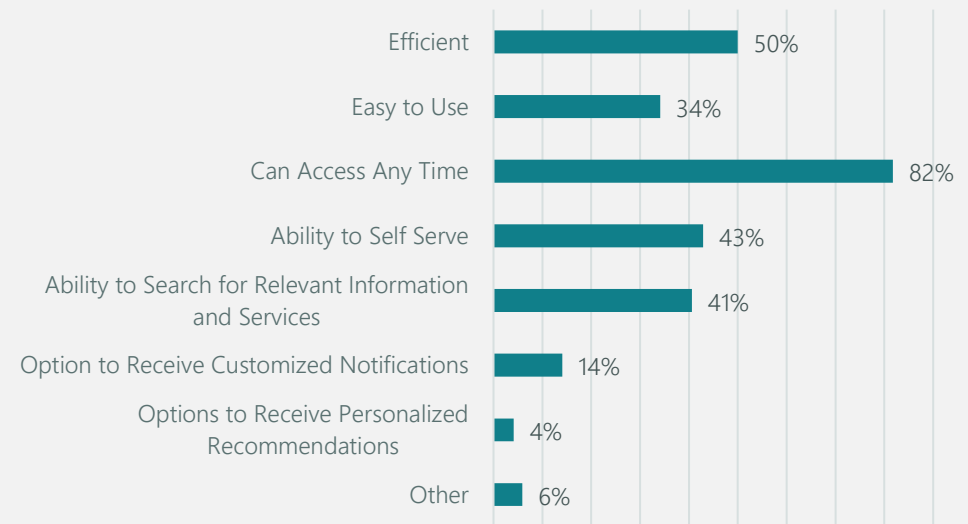 Efficient
50%
Easy to Use
34%
Can Access Any Time
82%
Ability to Self Serve
43%
Ability to Search for Relevant Information
and Services
41%
Option to Receive Customized Notifications
14%
Options to Receive Personalized
Recommendations
4%
Other
6%